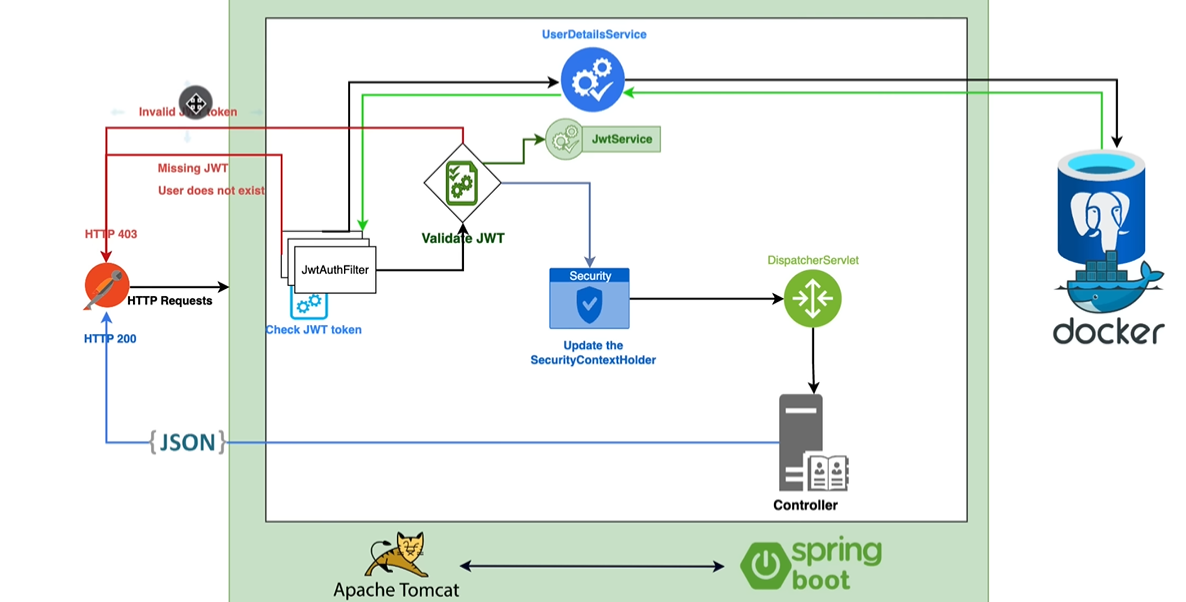 UserDetailsService
Invalid token
JwtService
Missing JWT
User does not exist
HTTP 403
Validate JWT
DispatcherServlet
JwtAuthFilter
Security
HTTP Requests
Check JWT token
HTTP 200
Update the
SecurityContextHolder
docker
{JSON}
Controller
Apache Tomcat
spring
boot